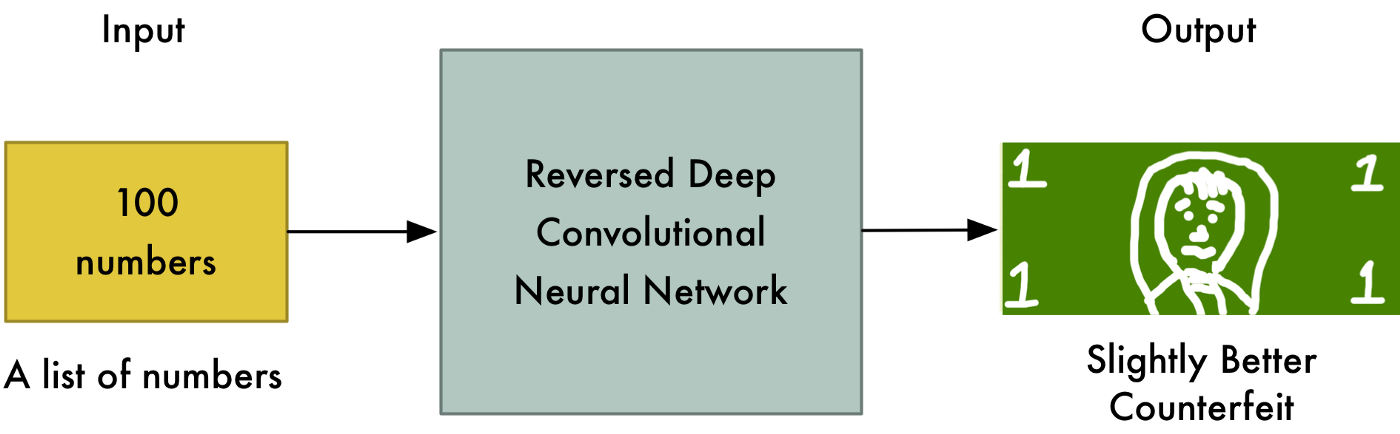 Input
Output
100
numbers
Reversed Deep
Convolutional
Neural Network
1
1
1
1
A list of numbers
Slightly Better
Counterfeit